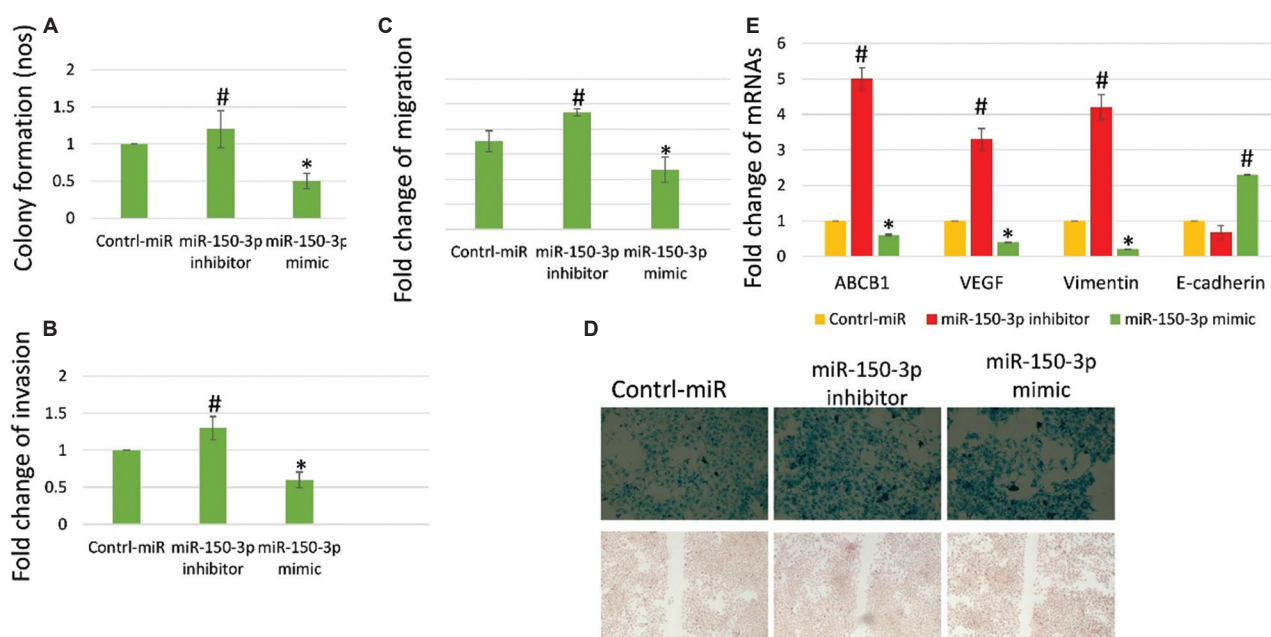 A
Colony formation (nos)
2
1.5
1
0.5
0
#
*
Contrl-miR miR-150-3p miR-150-3p
inhibitor mimic
B
Fold change of invasion
2
1.5
1
0.5
0
#
*
Contrl-miR miR-150-3p miR-150-3p
inhibitor mimic
C
Fold change of migration
#
*
Contrl-miR miR-150-3p miR-150-3p
inhibitor mimic
E
Fold change of mRNAs
6
5
4
3
2
1
0
# # # #
* * *
ABCB1 VEGF Vimentin E-cadherin
Contrl-miR miR-150-3p inhibitor miR-150-3p mimic
D
Contrl-miR miR-150-3p miR-150-3p
inhibitor mimic